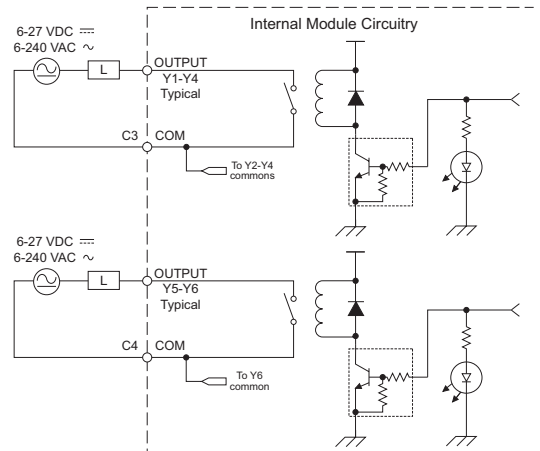 Internal Module Circuitry
6-27 VDC ⎓
6-240 VAC ∿
L
OUTPUT
Y1-Y4
Typical
C3 COM
To Y2-Y4
commons
6-27 VDC ⎓
6-240 VAC ∿
L
OUTPUT
Y5-Y6
Typical
C4 COM
To Y6
common